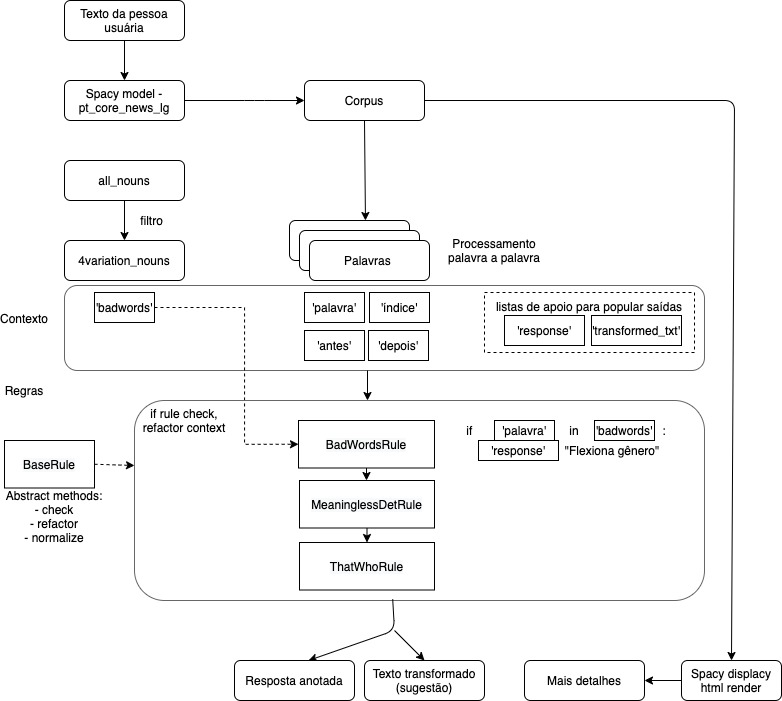 Texto da pessoa
usuária
Spacy model -
pt_core_news_lg
Corpus
all_nouns
filtro
4variation_nouns
Palavras
Processamento
palavra a palavra
Contexto
'badwords'
'palavra'
'índice'
'antes'
'depois'
listas de apoio para popular saídas
'response'
'transformed_txt'
Regras
if rule check,
refactor context
BaseRule
Abstract methods:
- check
- refactor
- normalize
BadWordsRule
MeaninglessDetRule
ThatWhoRule
if 'palavra' in 'badwords' :
'response' "Flexiona gênero"
Resposta anotada
Texto transformado
(sugestão)
Mais detalhes
Spacy displacy
html render